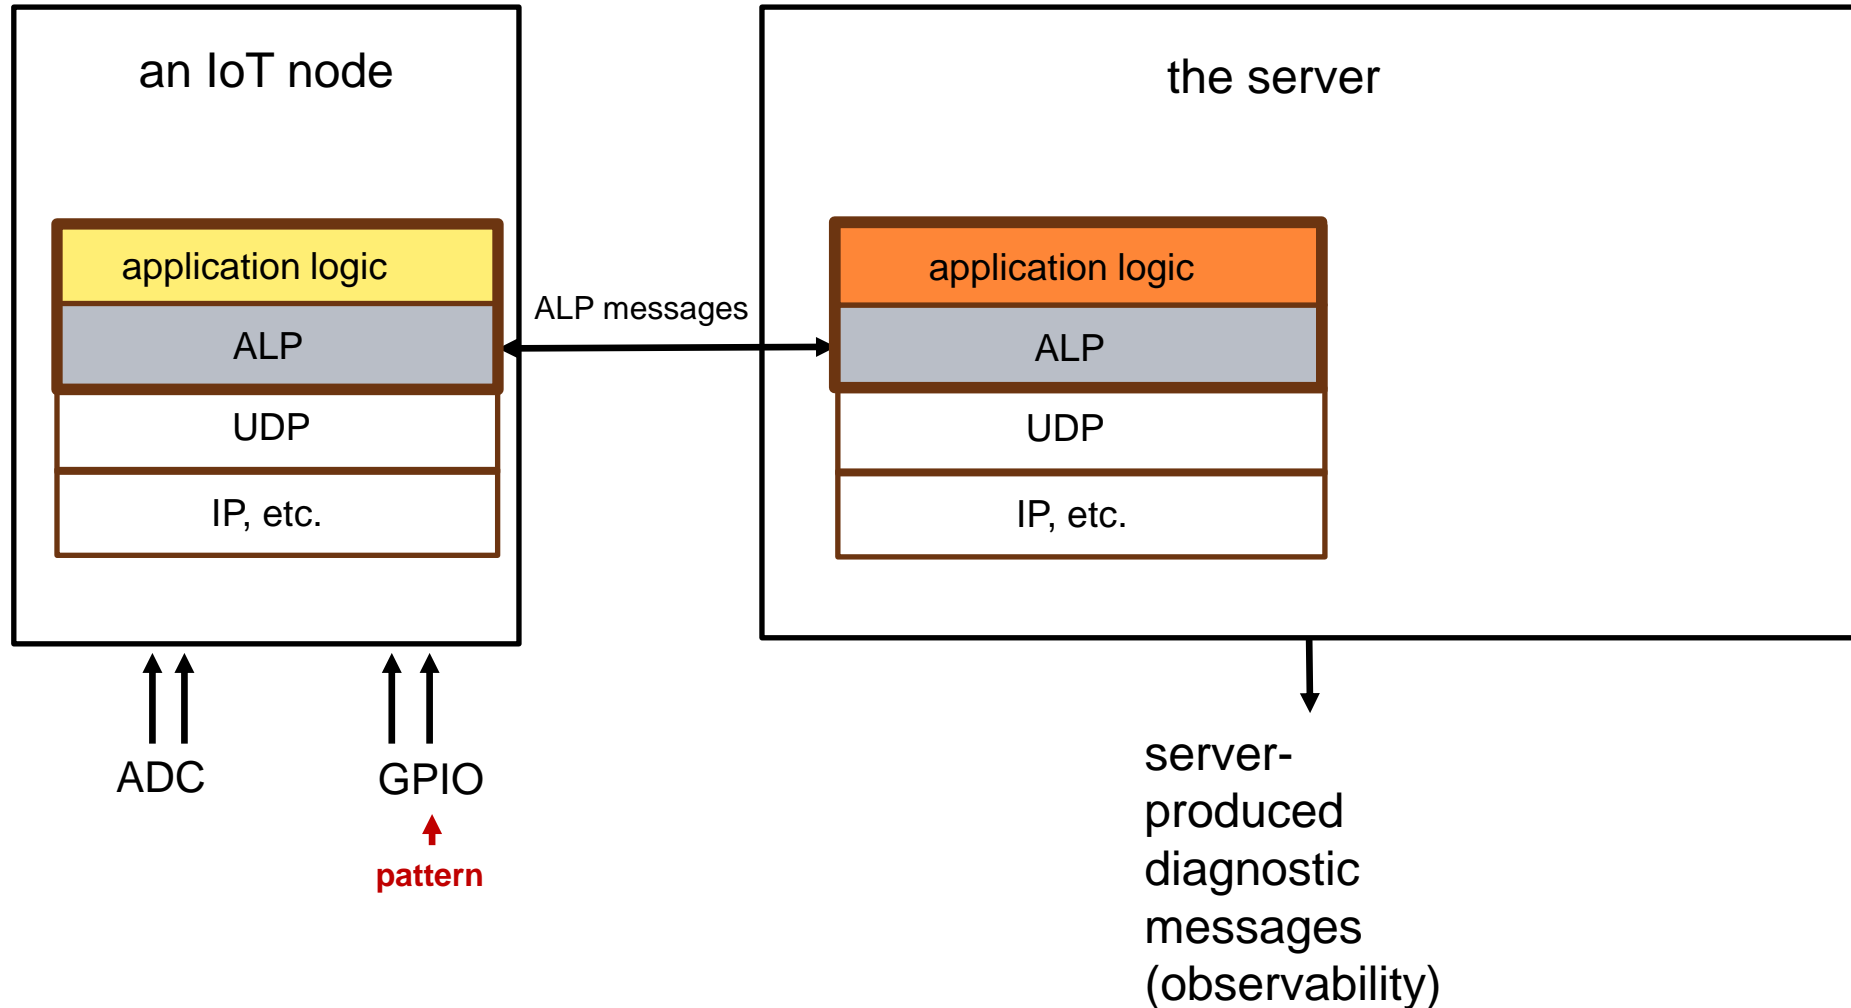 an IoT node
the server
application logic
ALP
UDP
IP, etc.
ALP messages
application logic
ALP
UDP
IP, etc.
ADC
GPIO
pattern
server-
produced
diagnostic
messages
(observability)